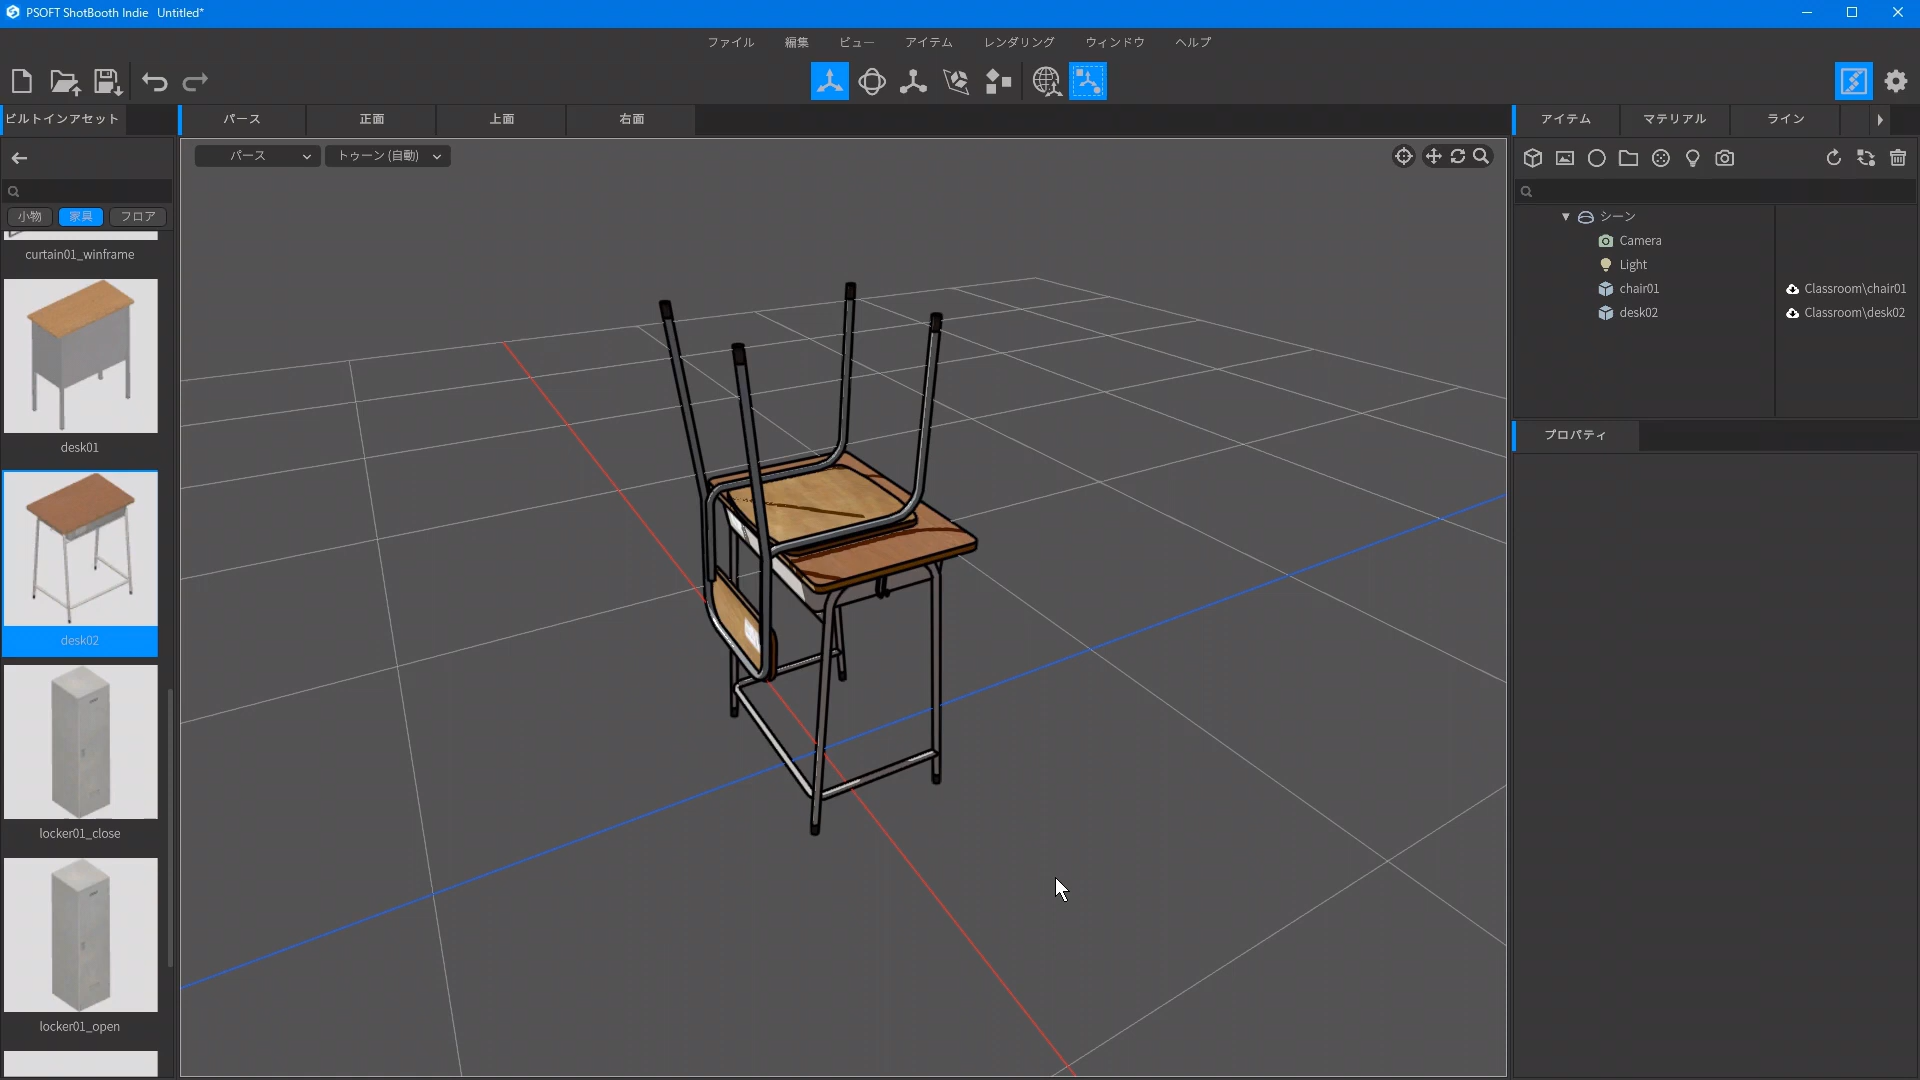 PSOFT ShotBooth Indie Untitled*
ファイル 編集 ビュー アイテム レンダリング ウィンドウ ヘルプ
ビルトインアセット
パース 正面 上面 右面
アイテム マテリアル ライン
パース トゥーン (自動)
小物 家具 フロア
curtain01_winframe
desk01
desk02
locker01_close
locker01_open
シーン
Camera
Light
chair01 Classroom\chair01
desk02 Classroom\desk02
プロパティ